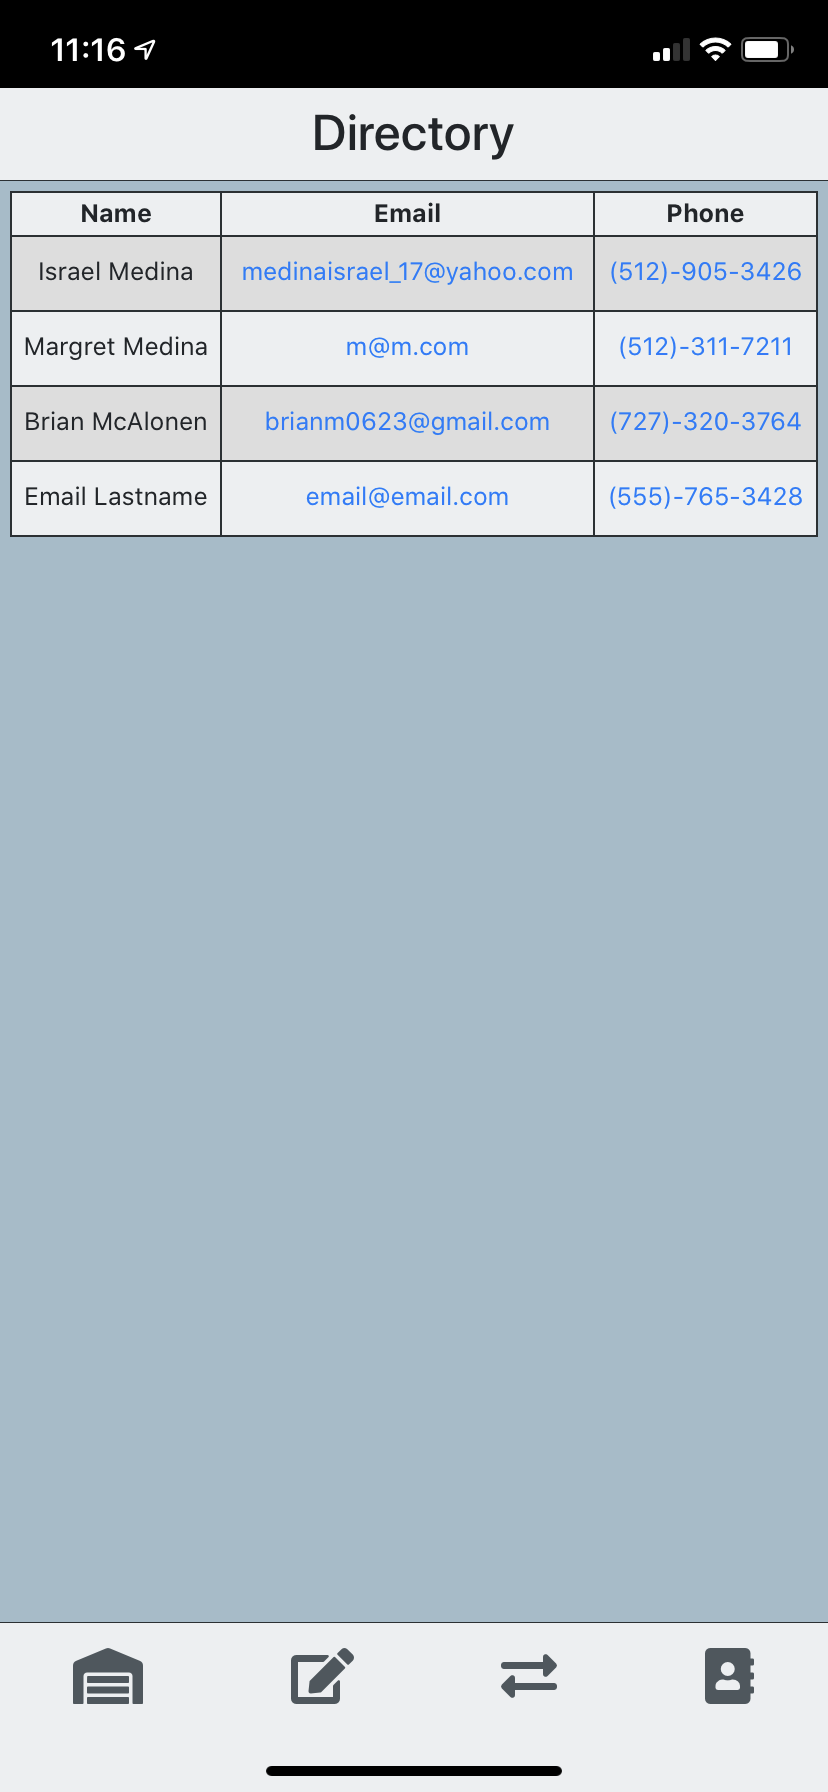 11:16
Directory
Name Email Phone
Israel Medina medinaisrael_17@yahoo.com (512)-905-3426
Margret Medina m@m.com (512)-311-7211
Brian McAlonen brianm0623@gmail.com (727)-320-3764
Email Lastname email@email.com (555)-765-3428